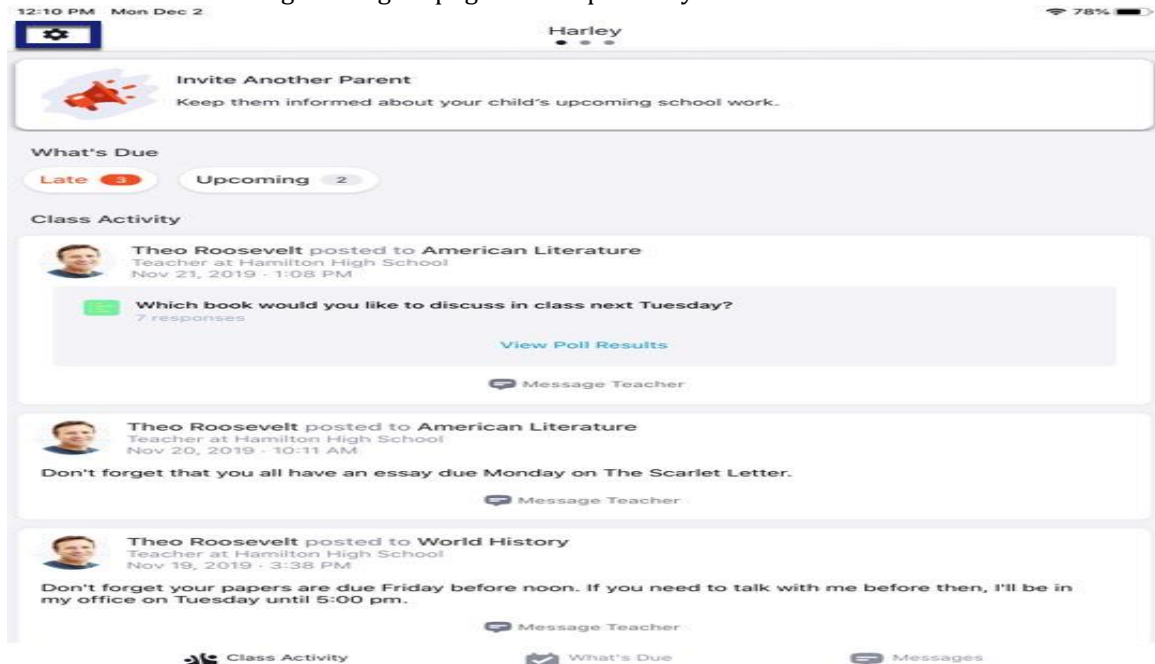 12:10 PM Mon Dec 2
78%
Harley
Invite Another Parent
Keep them informed about your child's upcoming school work.
What's Due
Late 3 Upcoming 2
Class Activity
Theo Roosevelt posted to American Literature
Teacher at Hamilton High School
Nov 21, 2019 · 1:08 PM
Which book would you like to discuss in class next Tuesday?
7 responses
View Poll Results
Message Teacher
Theo Roosevelt posted to American Literature
Teacher at Hamilton High School
Nov 20, 2019 · 10:11 AM
Don't forget that you all have an essay due Monday on The Scarlet Letter.
Message Teacher
Theo Roosevelt posted to World History
Teacher at Hamilton High School
Nov 19, 2019 · 3:38 PM
Don't forget your papers are due Friday before noon. If you need to talk with me before then, I'll be in
my office on Tuesday until 5:00 pm.
Message Teacher
Class Activity What's Due Messages